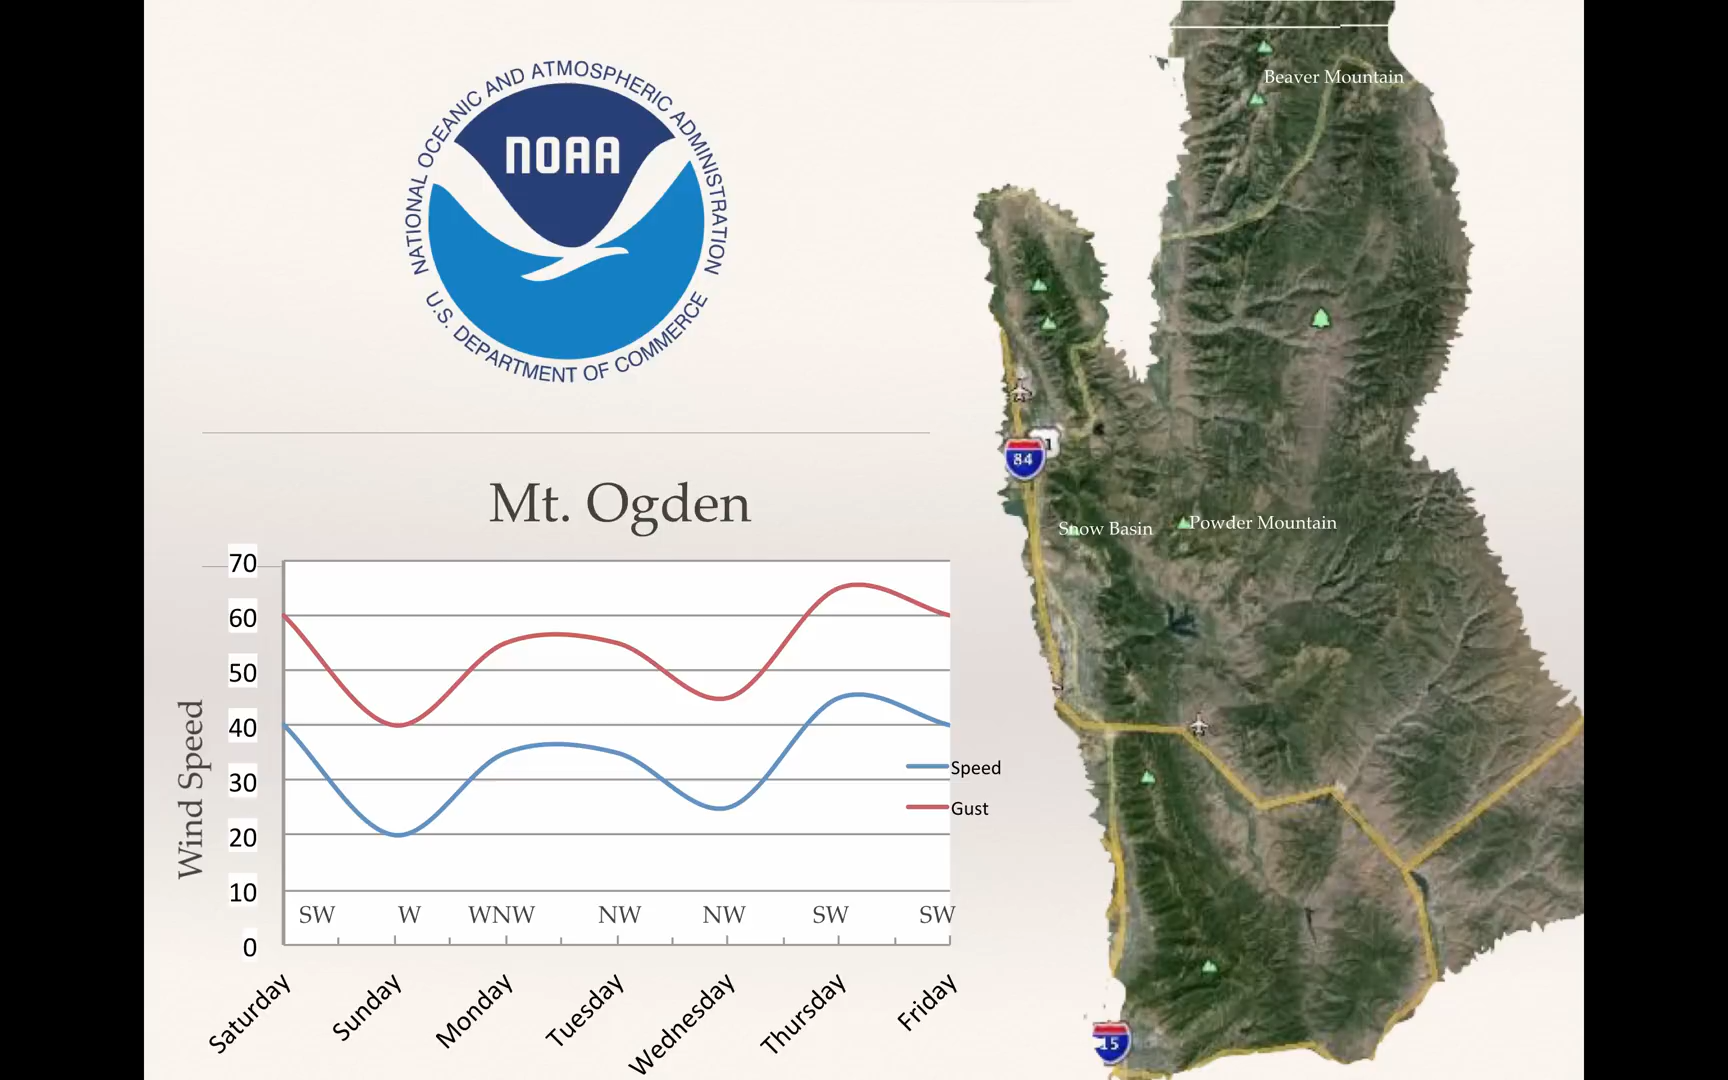 NATIONAL OCEANIC AND ATMOSPHERIC ADMINISTRATION
NOAA
U.S. DEPARTMENT OF COMMERCE
Mt. Ogden
Wind Speed
70
60
50
40
30
20
10
0
SW W WNW NW NW SW SW
Saturday Sunday Monday Tuesday Wednesday Thursday Friday
Speed
Gust
Beaver Mountain
1
84
Snow Basin
Powder Mountain
15